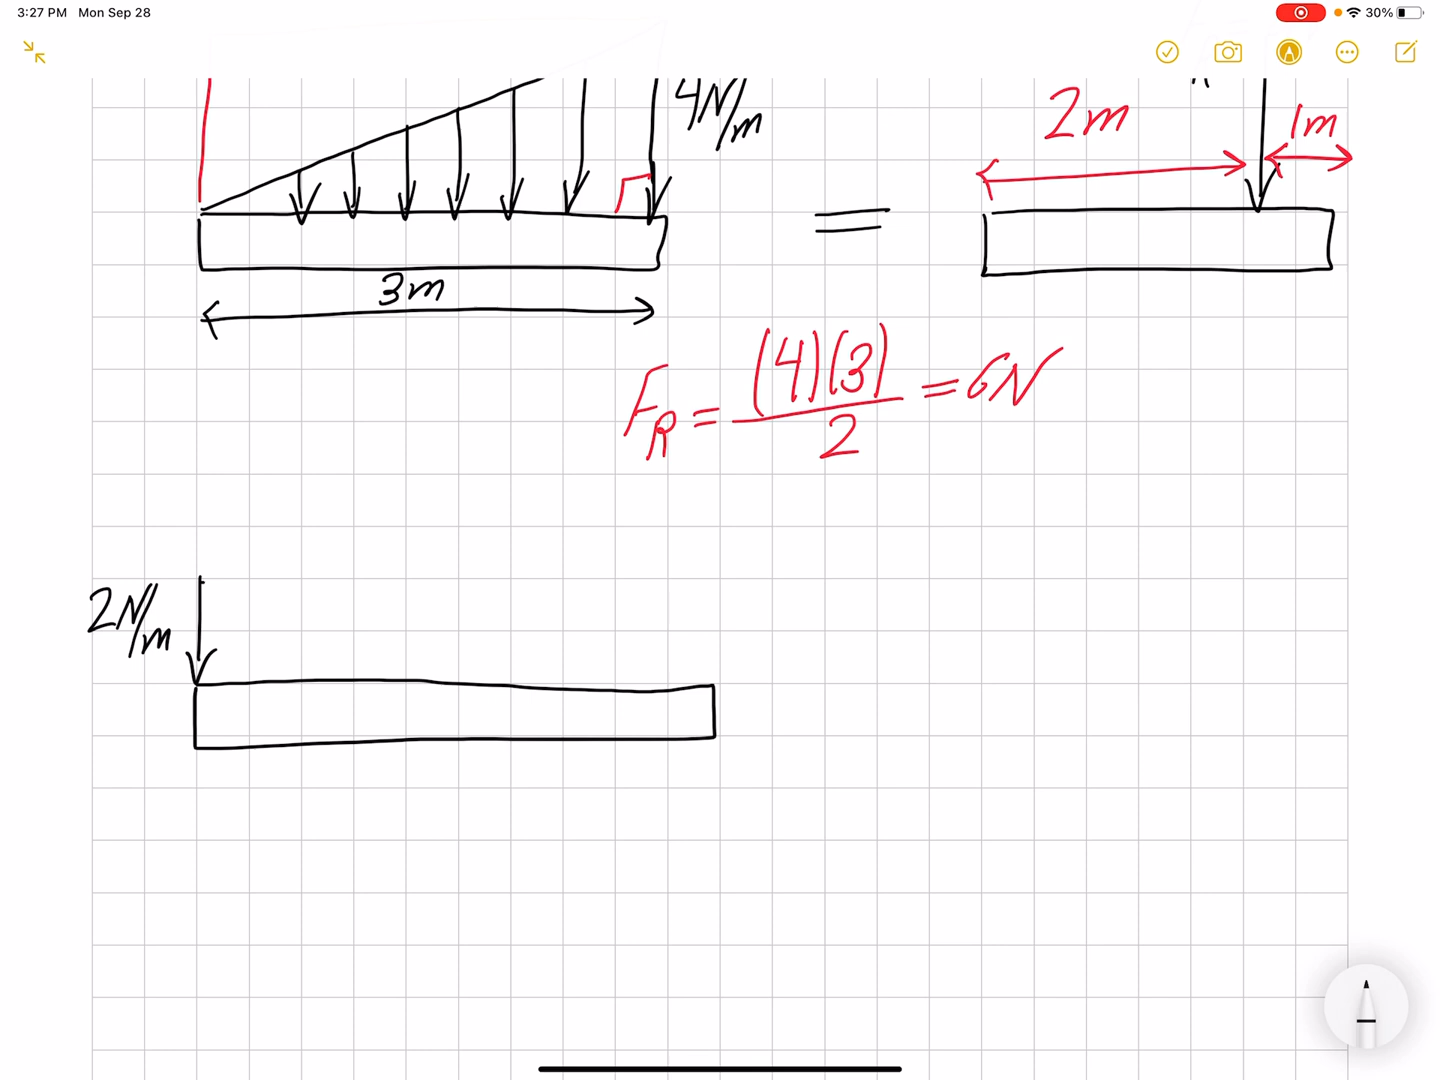 3:27 PM Mon Sep 28
30%
4N/m
2m
1m
3m
F_R = (4)(3)/2 = 6N
2N/m